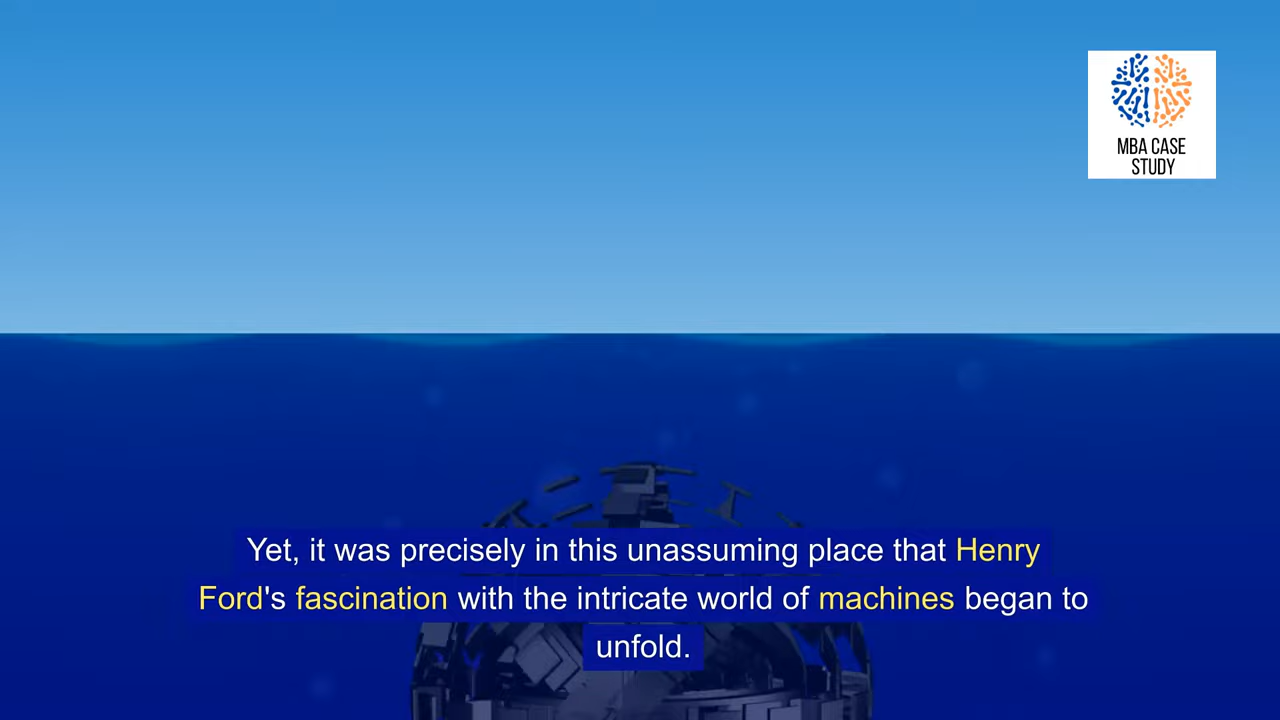 MBA CASE
STUDY
Yet, it was precisely in this unassuming place that Henry
Ford's fascination with the intricate world of machines began to
unfold.